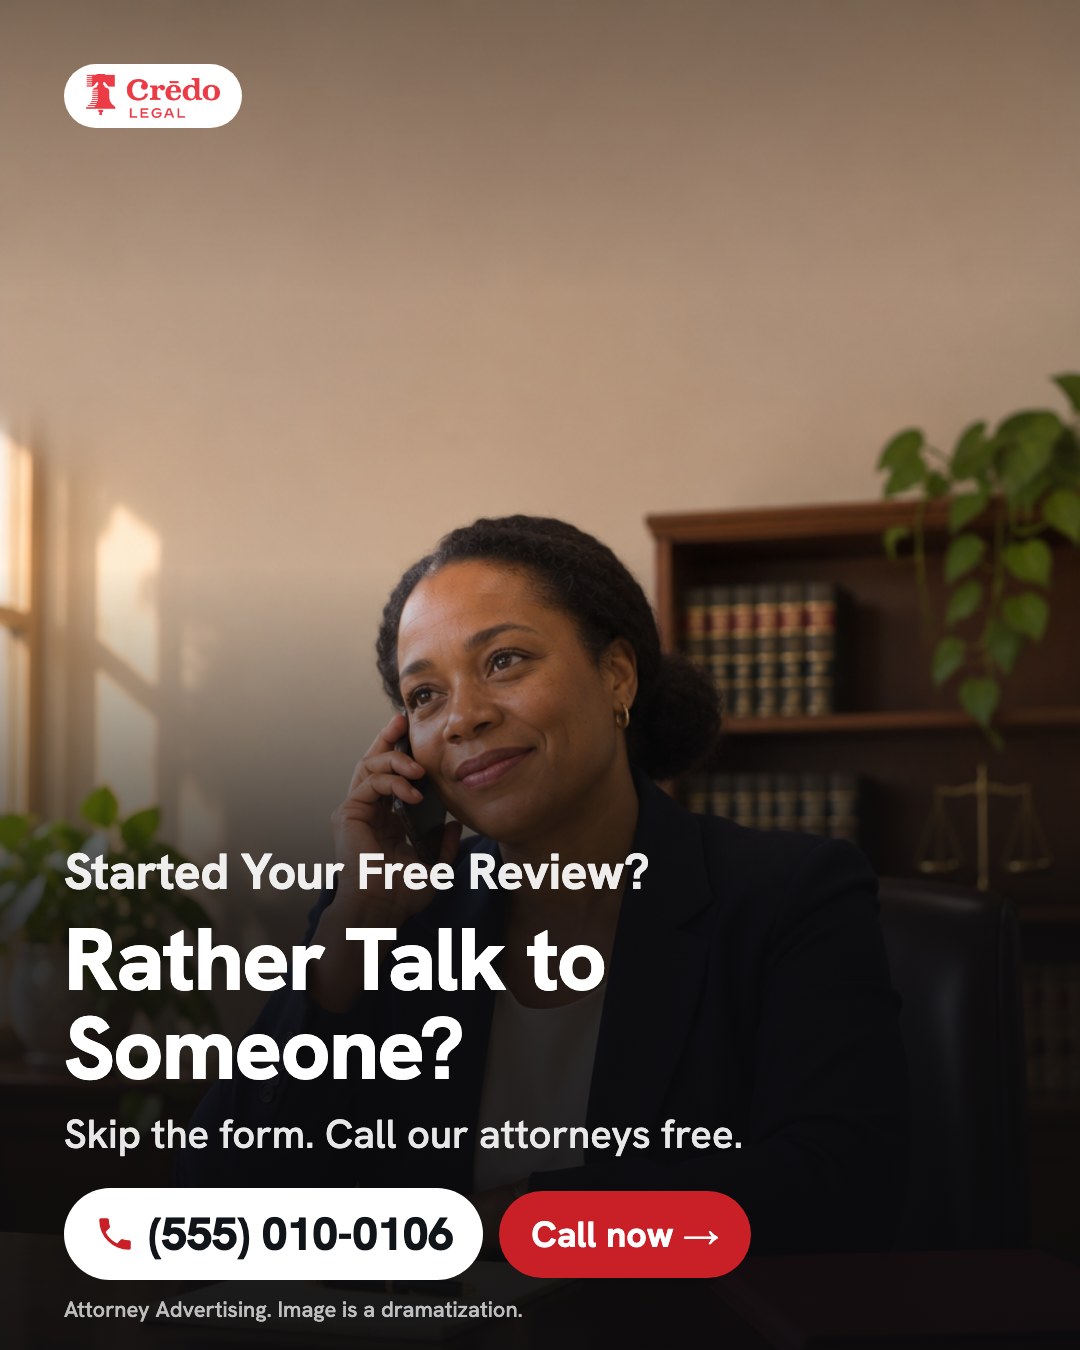 Crēdo
LEGAL
Started Your Free Review?
Rather Talk to
Someone?
Skip the form. Call our attorneys free.
(555) 010-0106
Call now →
Attorney Advertising. Image is a dramatization.